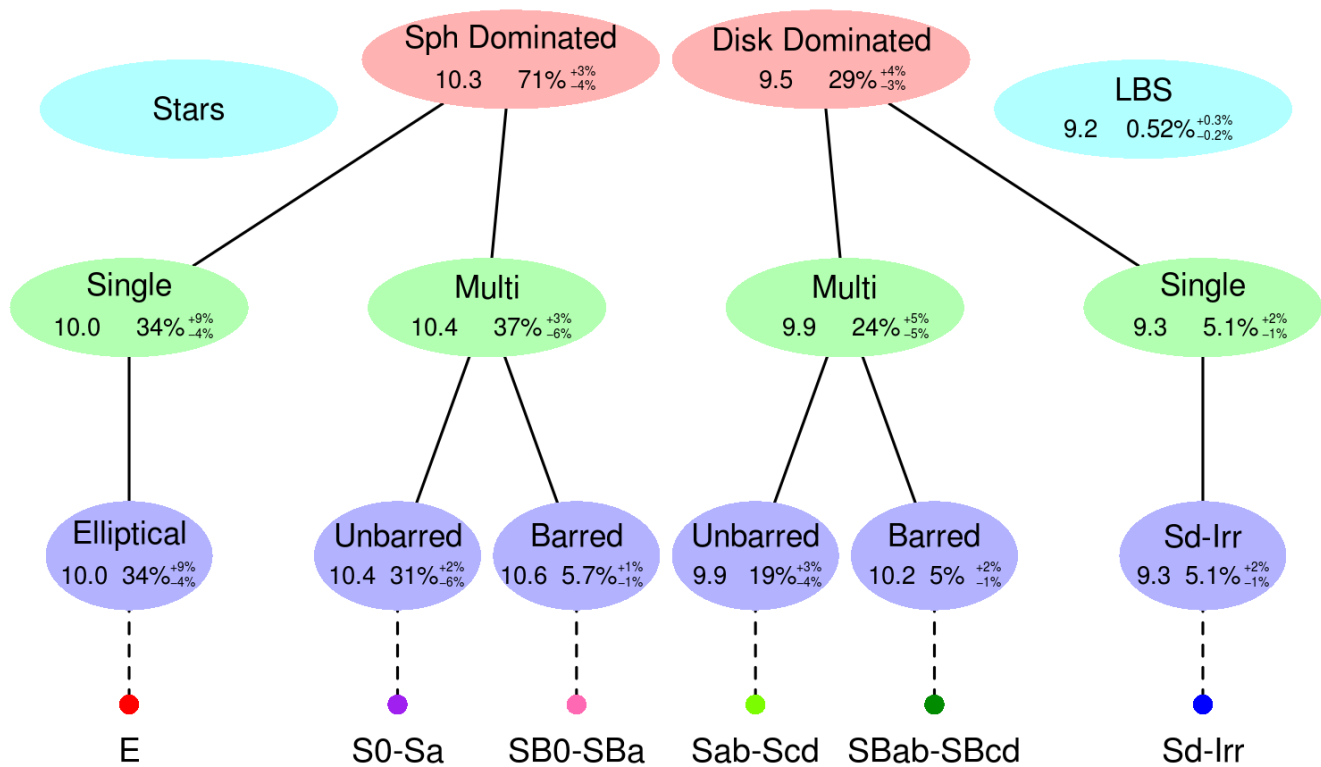 Sph Dominated
10.3 71% +3% −4%
Disk Dominated
9.5 29% +4% −3%
Stars
LBS
9.2 0.52% +0.3% −0.2%
Single
10.0 34% +9% −4%
Multi
10.4 37% +3% −6%
Multi
9.9 24% +5% −5%
Single
9.3 5.1% +2% −1%
Elliptical
10.0 34% +9% −4%
Unbarred
10.4 31% +2% −6%
Barred
10.6 5.7% +1% −1%
Unbarred
9.9 19% +3% −4%
Barred
10.2 5% +2% −1%
Sd-Irr
9.3 5.1% +2% −1%
E
S0-Sa
SB0-SBa
Sab-Scd
SBab-SBcd
Sd-Irr